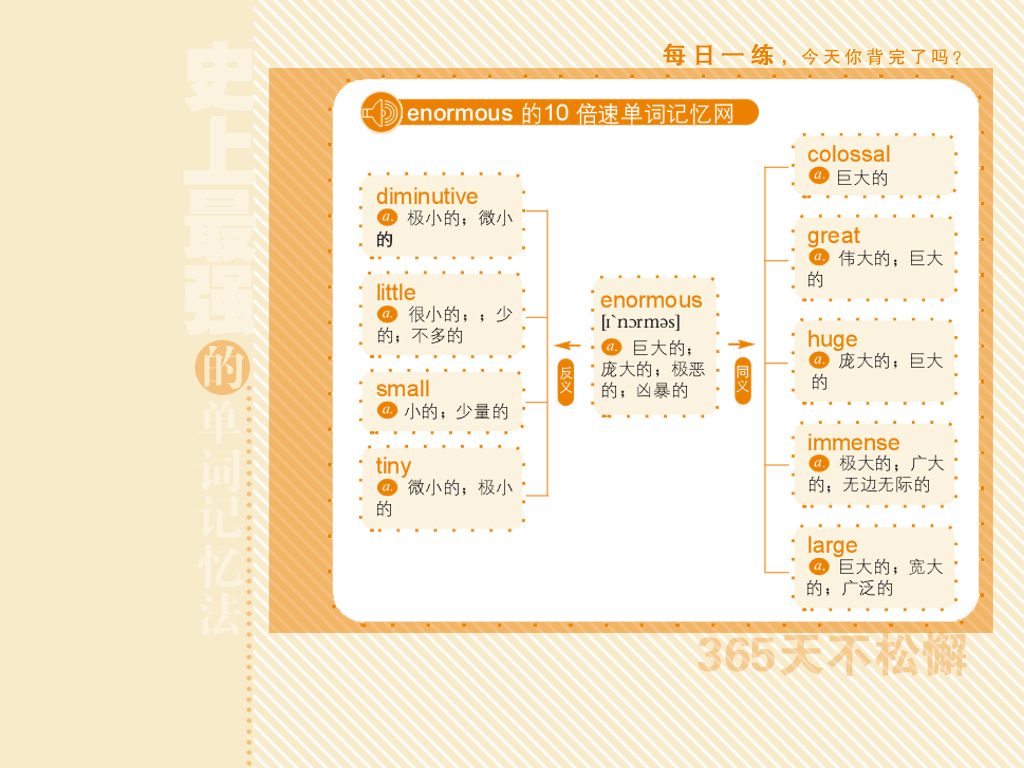 每日一练，今天你背完了吗？
史上最强的单词记忆法
enormous 的10 倍速单词记忆网
diminutive
a. 极小的；微小
的
little
a. 很小的；；少
的；不多的
small
a. 小的；少量的
tiny
a. 微小的；极小
的
反义
enormous
[ɪ`nɔrməs]
a. 巨大的；
庞大的；极恶
的；凶暴的
同义
colossal
a. 巨大的
great
a. 伟大的；巨大
的
huge
a. 庞大的；巨大
的
immense
a. 极大的；广大
的；无边无际的
large
a. 巨大的；宽大
的；广泛的
365天不松懈